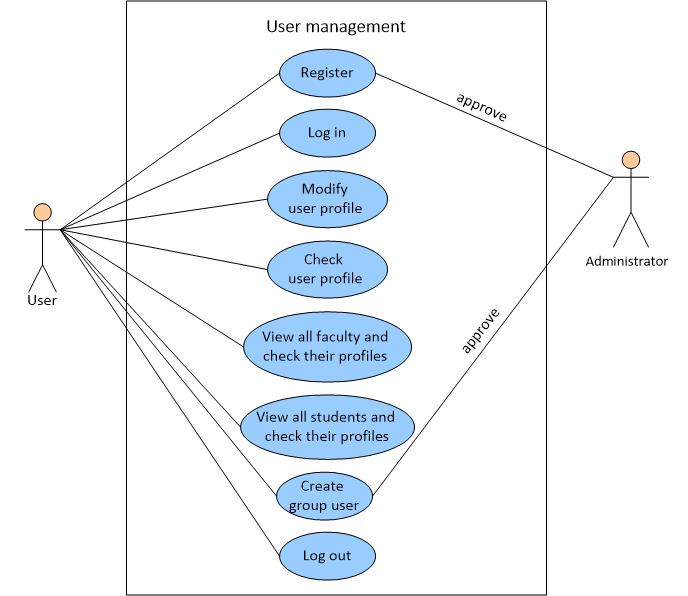 User management
Register
approve
Log in
Modify
user profile
Check
user profile
Administrator
User
View all faculty and
check their profiles
approve
View all students and
check their profiles
Create
group user
Log out